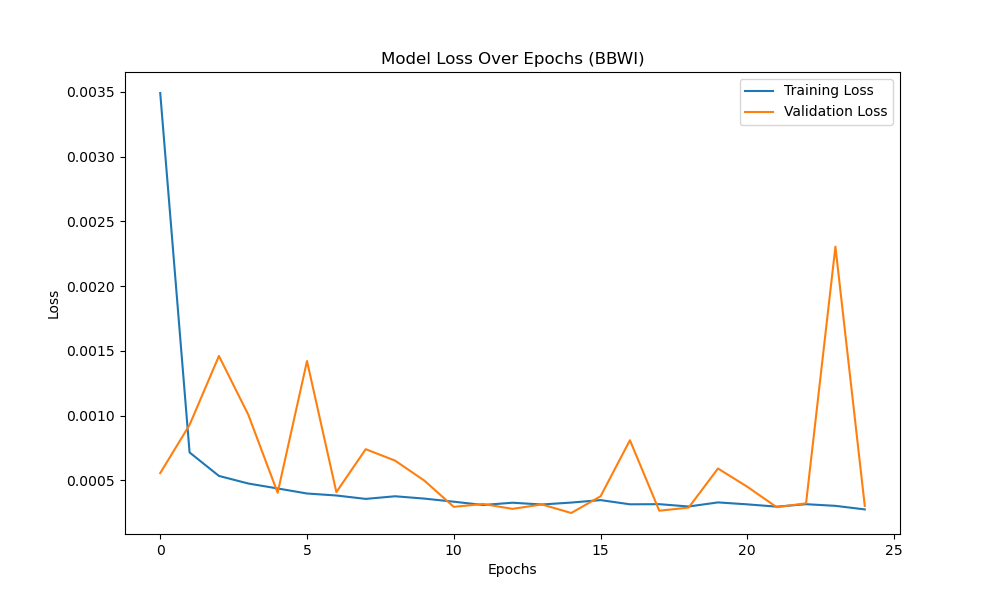 Model Loss Over Epochs (BBWI)
Training Loss
Validation Loss
0.0035
0.0030
0.0025
0.0020
0.0015
0.0010
0.0005
Loss
0 5 10 15 20 25
Epochs